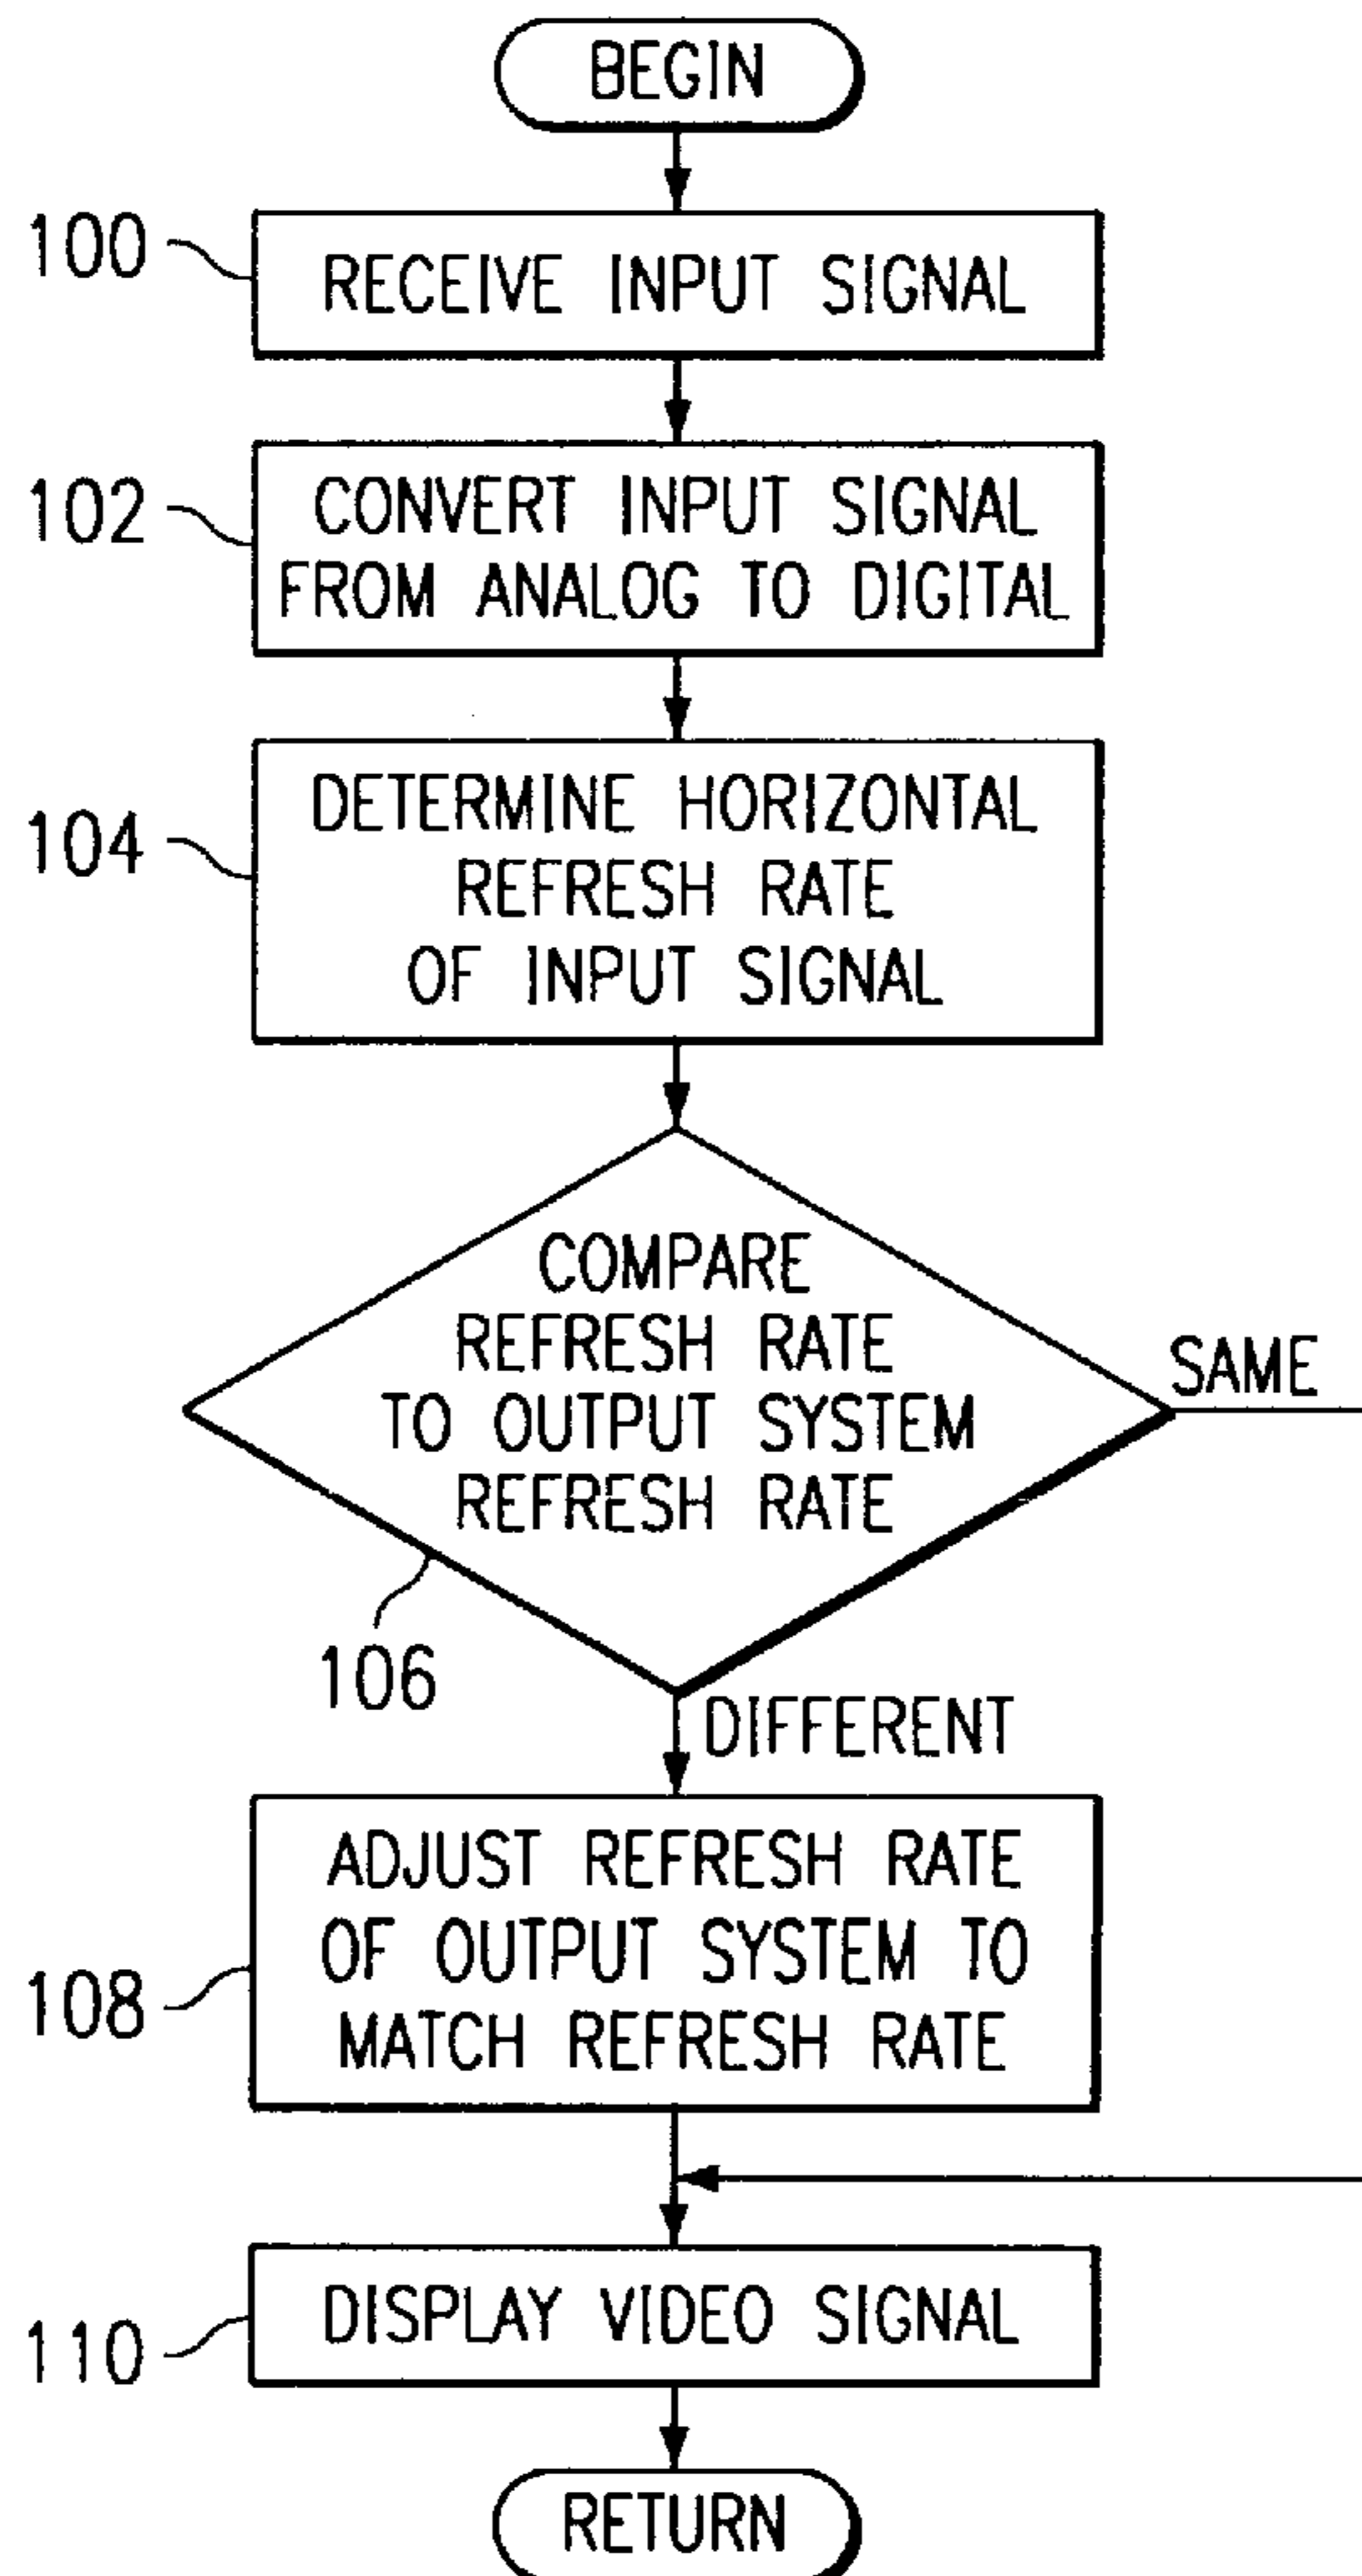 BEGIN
100
RECEIVE INPUT SIGNAL
102
CONVERT INPUT SIGNAL
FROM ANALOG TO DIGITAL
104
DETERMINE HORIZONTAL
REFRESH RATE
OF INPUT SIGNAL
COMPARE
REFRESH RATE
TO OUTPUT SYSTEM
REFRESH RATE
SAME
106
DIFFERENT
108
ADJUST REFRESH RATE
OF OUTPUT SYSTEM TO
MATCH REFRESH RATE
110
DISPLAY VIDEO SIGNAL
RETURN